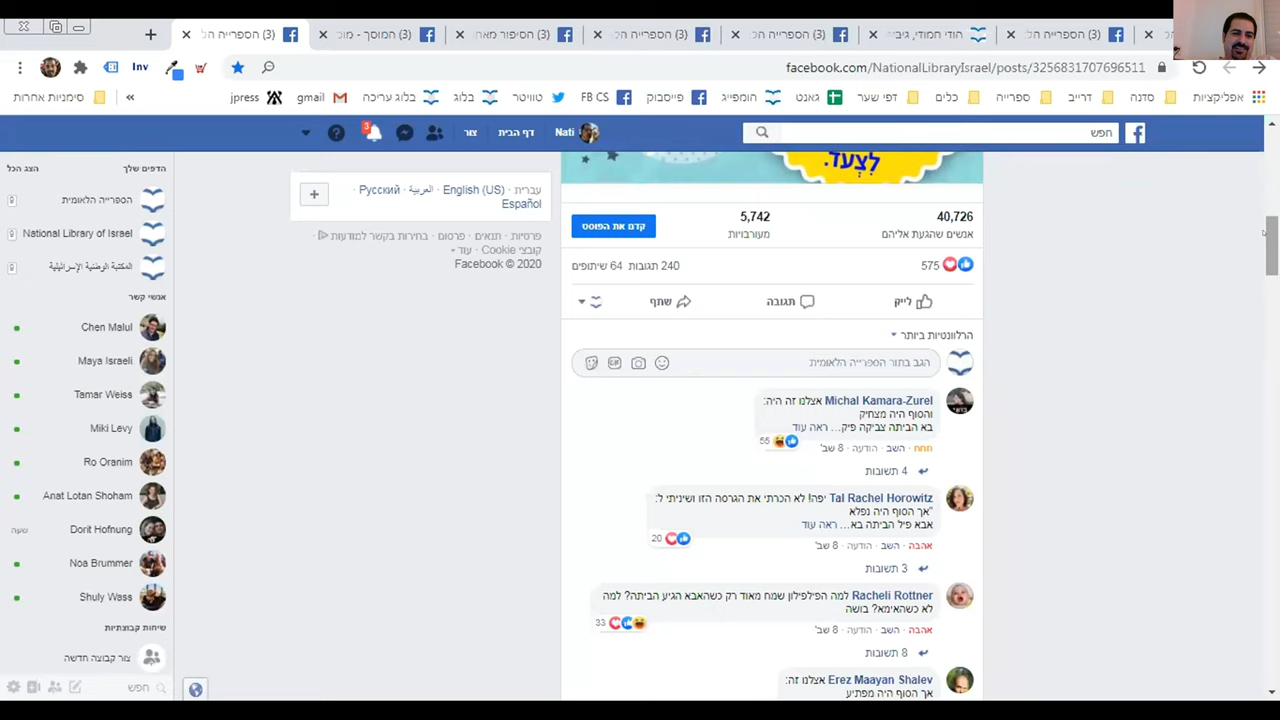 (3) הספרייה הל
(3) המוסך - מוכ
(3) הסיפור מאח
(3) הספרייה הל
(3) הספרייה הל
הודי חמודי, גיבי
(3) הספרייה הל
facebook.com/NationalLibraryIsrael/posts/3256831707696511
Inv
אפליקציות
סדנה
דרייב
ספרייה
כלים
דפי שער
גאנט
הומפייג
פייסבוק
FB CS
טוויטר
בלוג
בלוג עריכה
gmail
jpress
»
סימניות אחרות
חפש
Nati
דף הבית
צור
3
הדפים שלך
הצג הכל
הספרייה הלאומית
National Library of Israel
المكتبة الوطنية الإسرائيلية
אנשי קשר
Chen Malul
Maya Israeli
Tamar Weiss
Miki Levy
Ro Oranim
Anat Lotan Shoham
Dorit Hofnung
שעה
Noa Brummer
Shuly Wass
שיחות קבוצתיות
צור קבוצה חדשה
חפש
עברית · English (US) · العربية · Русский ·
Español
פרטיות · תנאים · פרסום · בחירות בקשר למודעות
קובצי Cookie · עוד
Facebook © 2020
לִצְעֹד.
40,726
אנשים שהגעת אליהם
5,742
מעורבויות
קדם את הפוסט
575
240 תגובות 64 שיתופים
לייק
תגובה
שתף
הרלוונטיות ביותר
הגב בתור הספרייה הלאומית
Michal Kamara-Zurel אצלנו זה היה:
והסוף היה מצחיק
בא הביתה צביקה פיק... ראה עוד
55
חחח · השב · הודעה · 8 שב'
4 תשובות
Tal Rachel Horowitz יפה! לא הכרתי את הגרסה הזו ושיניתי ל:
"אך הסוף היה נפלא
אבא פיל הביתה בא... ראה עוד
20
אהבה · השב · הודעה · 8 שב'
3 תשובות
Racheli Rottner למה הפילפילון שמח מאוד רק כשהאבא הגיע הביתה? למה
לא כשהאימא? בושה
33
אהבה · השב · הודעה · 8 שב'
8 תשובות
Erez Maayan Shalev אצלנו זה:
אך הסוף היה מפתיע